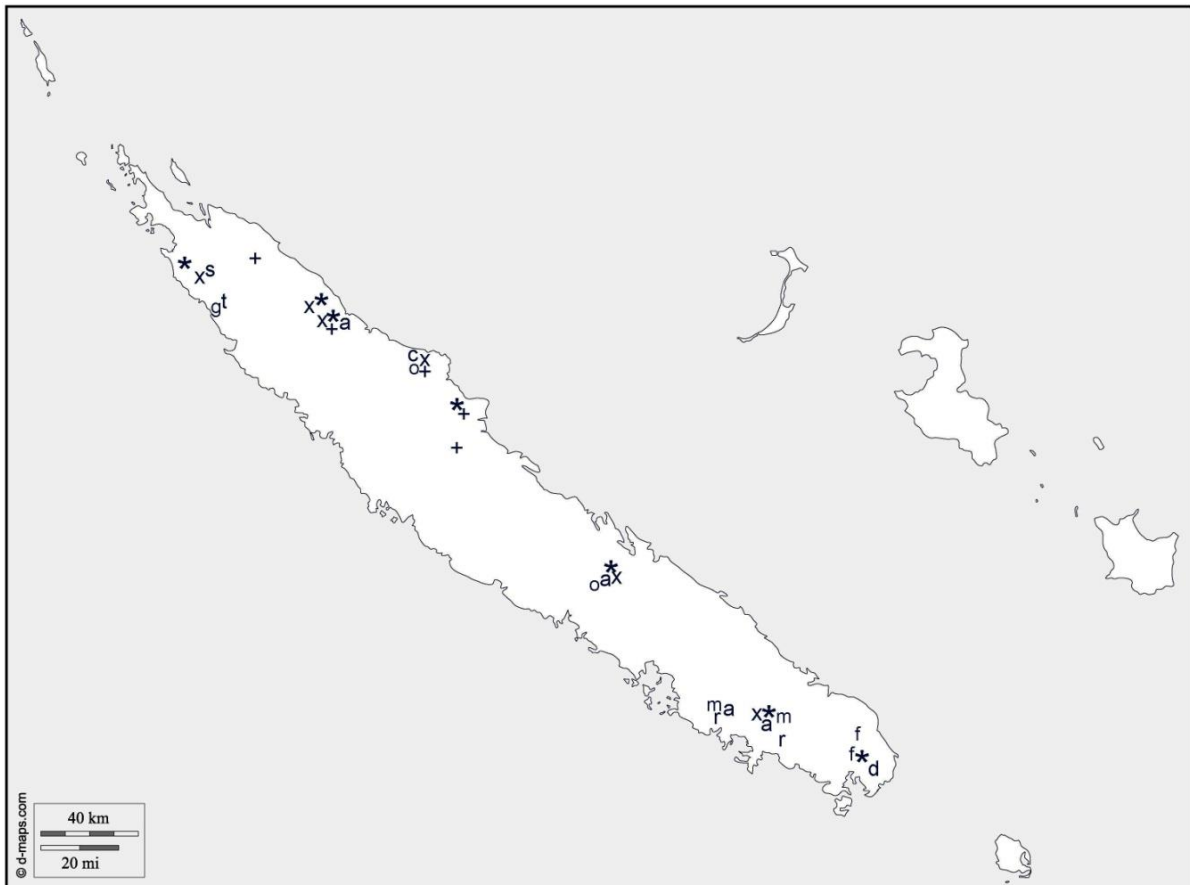 *
+
x s
g t
x *
x * a
+
c x
o +
*
+
+
*
o a x
m a
r
x * m
a
r
f
f *
d
40 km
20 mi
© d-maps.com